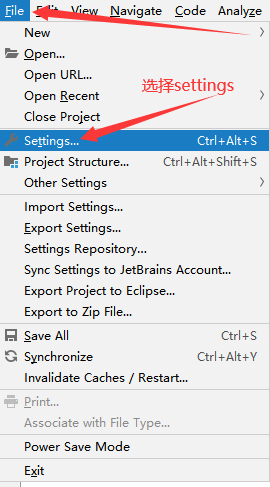 File Edit View Navigate Code Analyze
New
Open...
Open URL...
Open Recent
Close Project
选择settings
Settings... Ctrl+Alt+S
Project Structure... Ctrl+Alt+Shift+S
Other Settings
Import Settings...
Export Settings...
Settings Repository...
Sync Settings to JetBrains Account...
Export Project to Eclipse...
Export to Zip File...
Save All Ctrl+S
Synchronize Ctrl+Alt+Y
Invalidate Caches / Restart...
Print...
Associate with File Type...
Power Save Mode
Exit